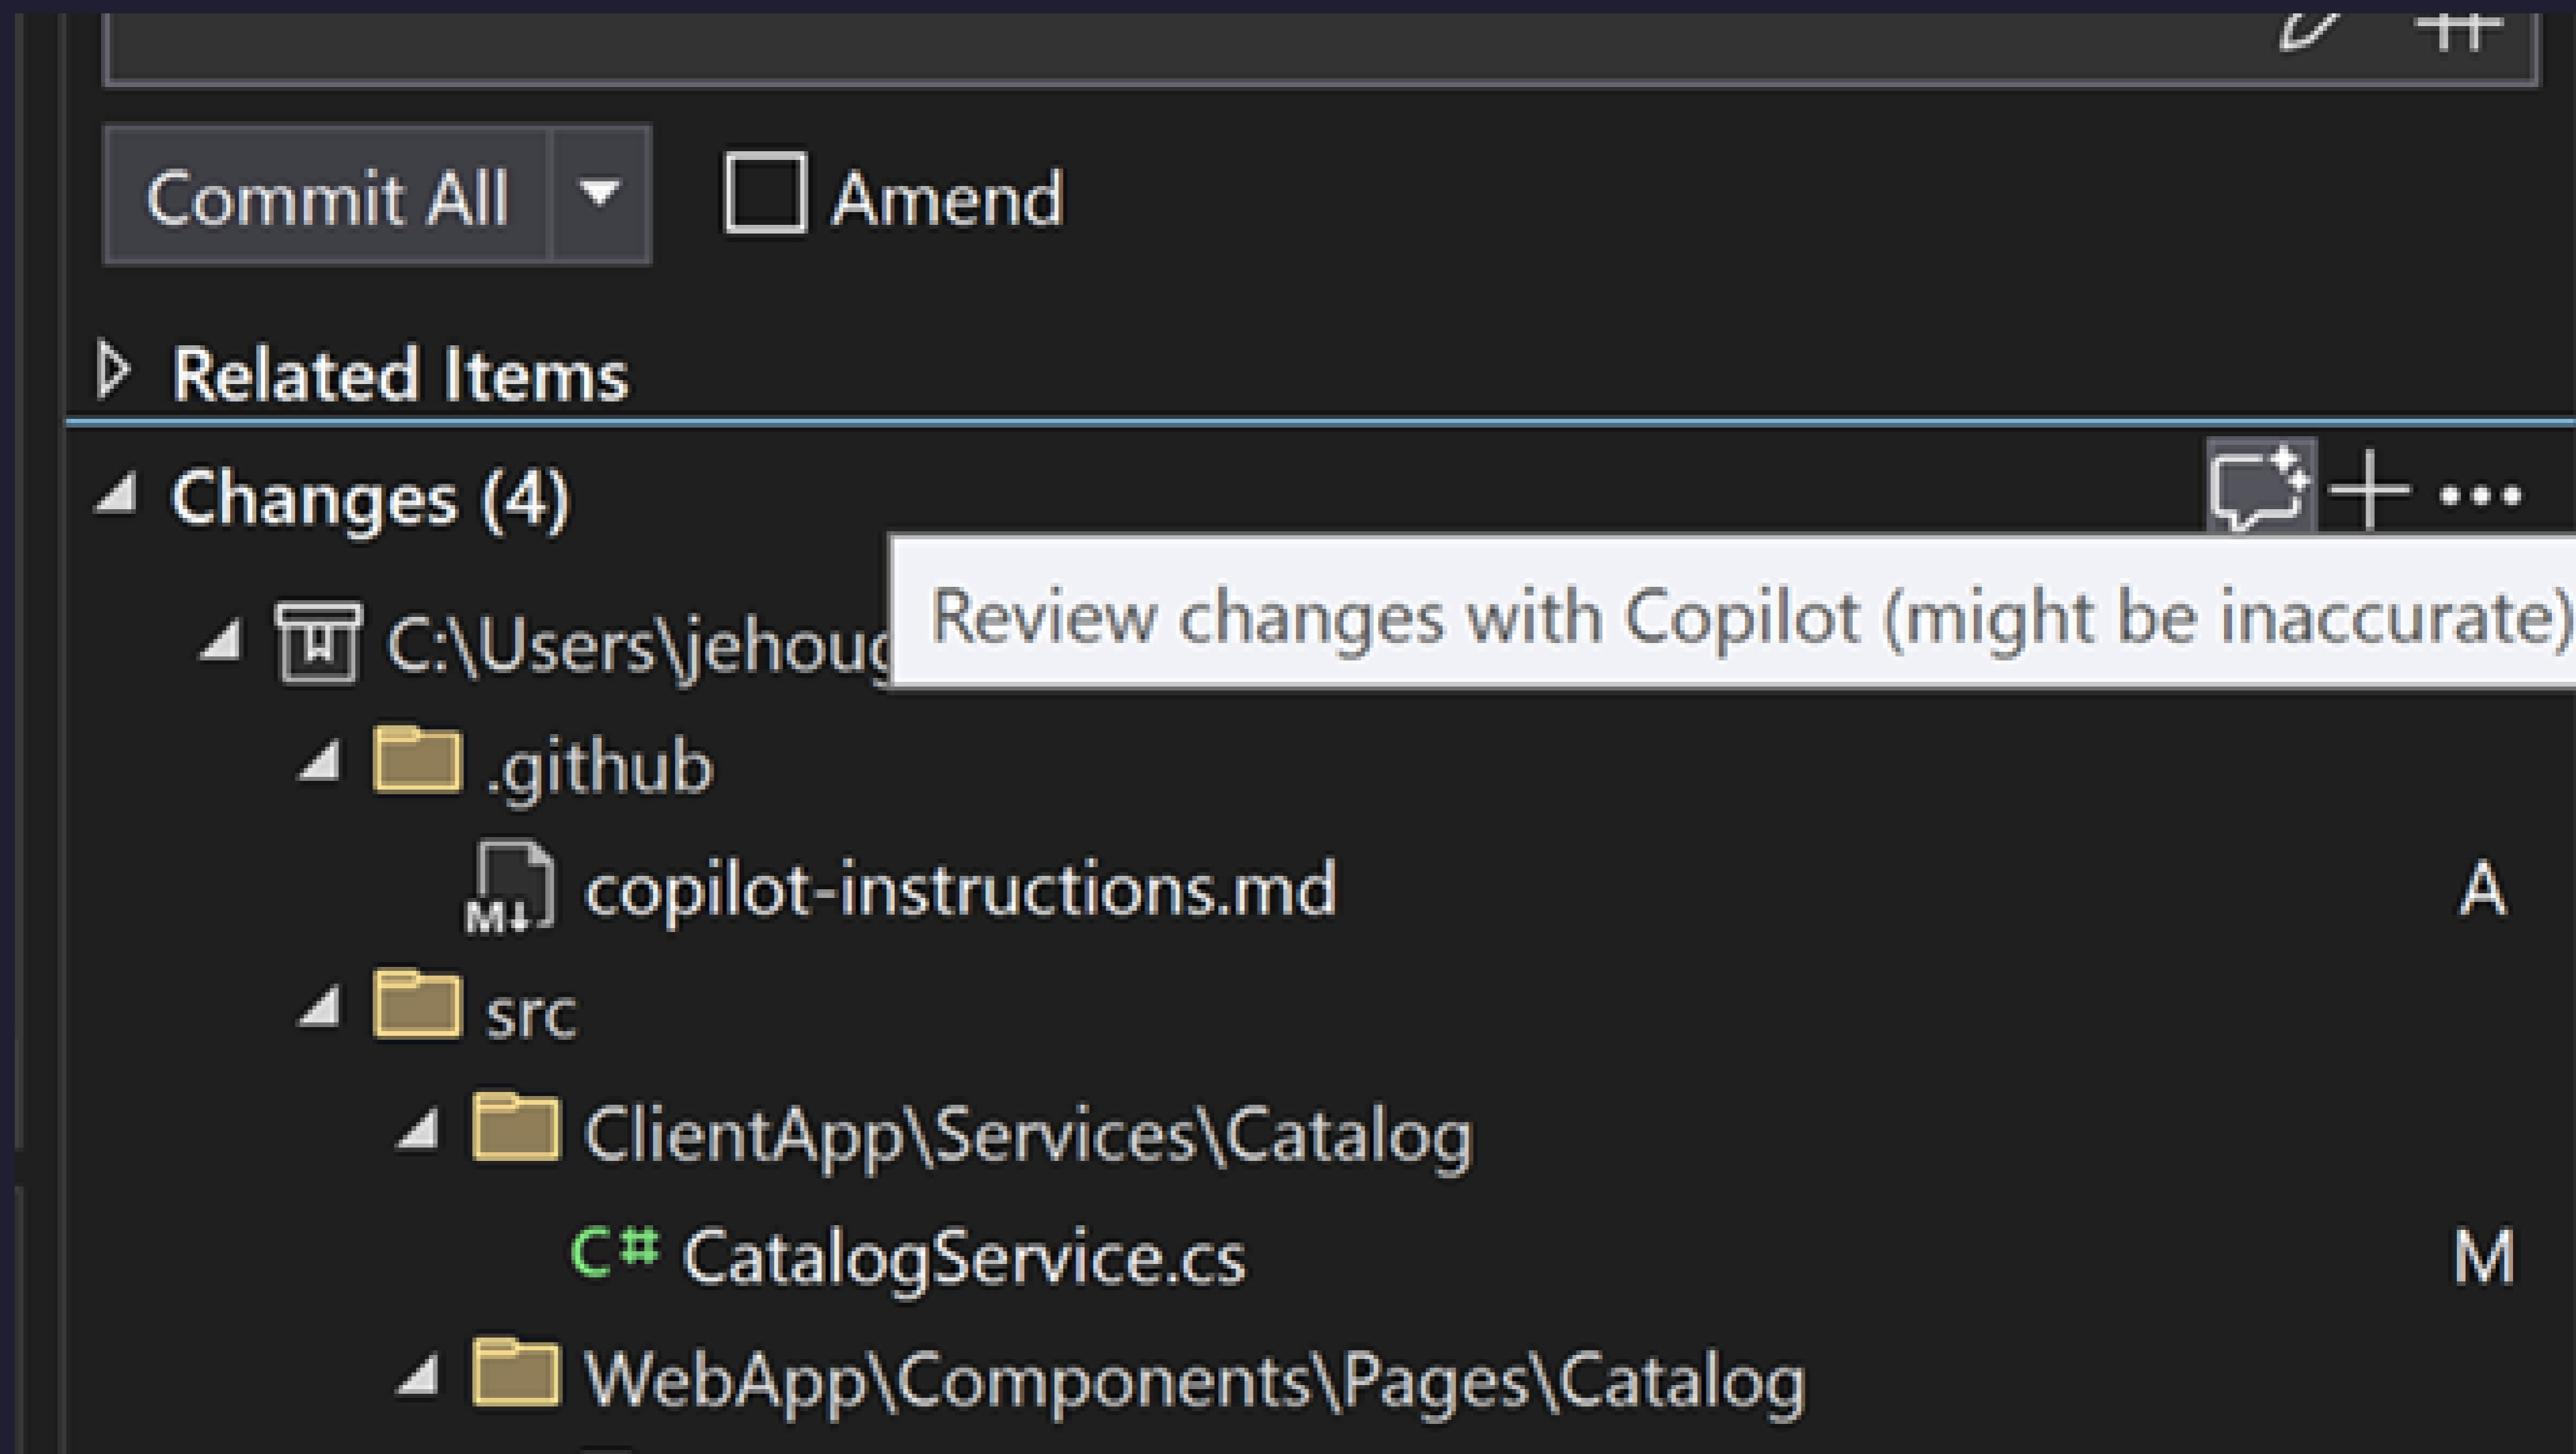 Commit All Amend
Related Items
Changes (4)
Review changes with Copilot (might be inaccurate)
C:\Users\jehoug
.github
M↓ copilot-instructions.md A
src
ClientApp\Services\Catalog
C# CatalogService.cs M
WebApp\Components\Pages\Catalog